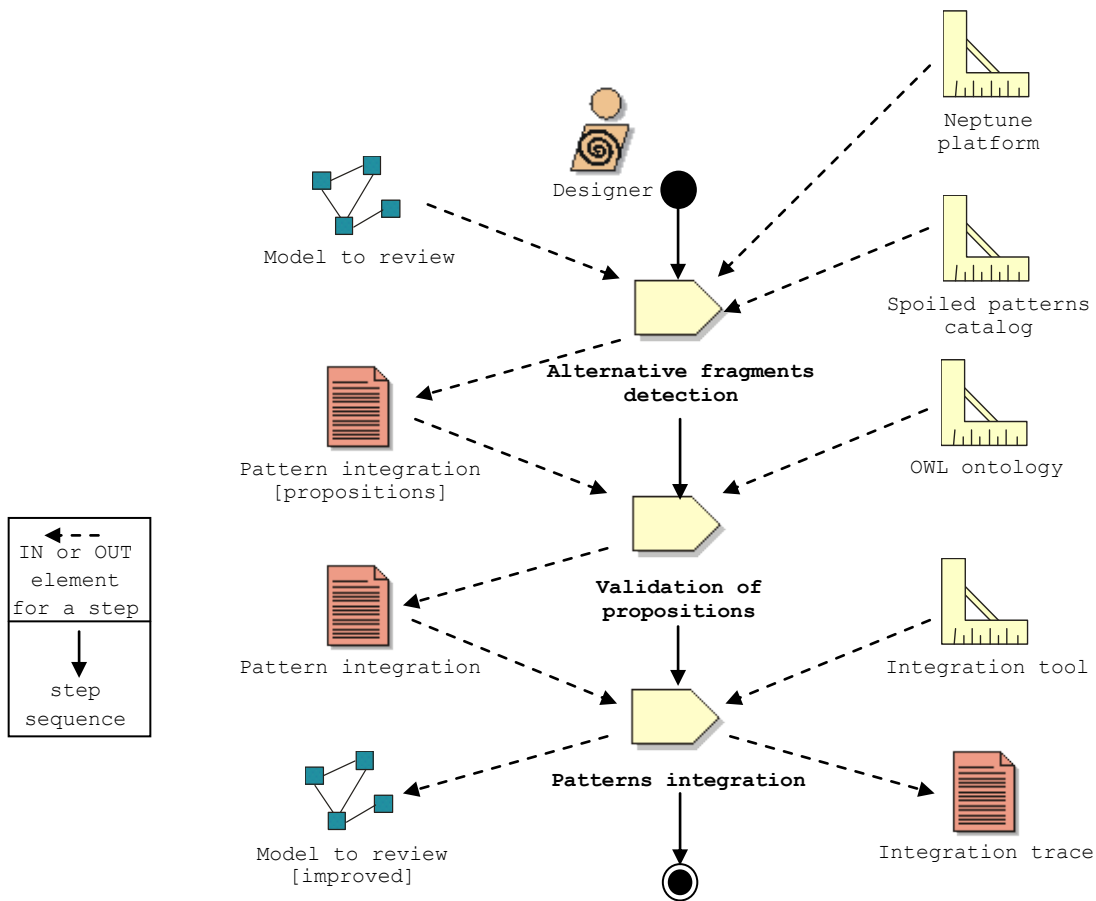 Neptune
platform
Designer
Model to review
Spoiled patterns
catalog
Alternative fragments
detection
Pattern integration
[propositions]
OWL ontology
IN or OUT
element
for a step
step
sequence
Validation of
propositions
Pattern integration
Integration tool
Patterns integration
Model to review
[improved]
Integration trace